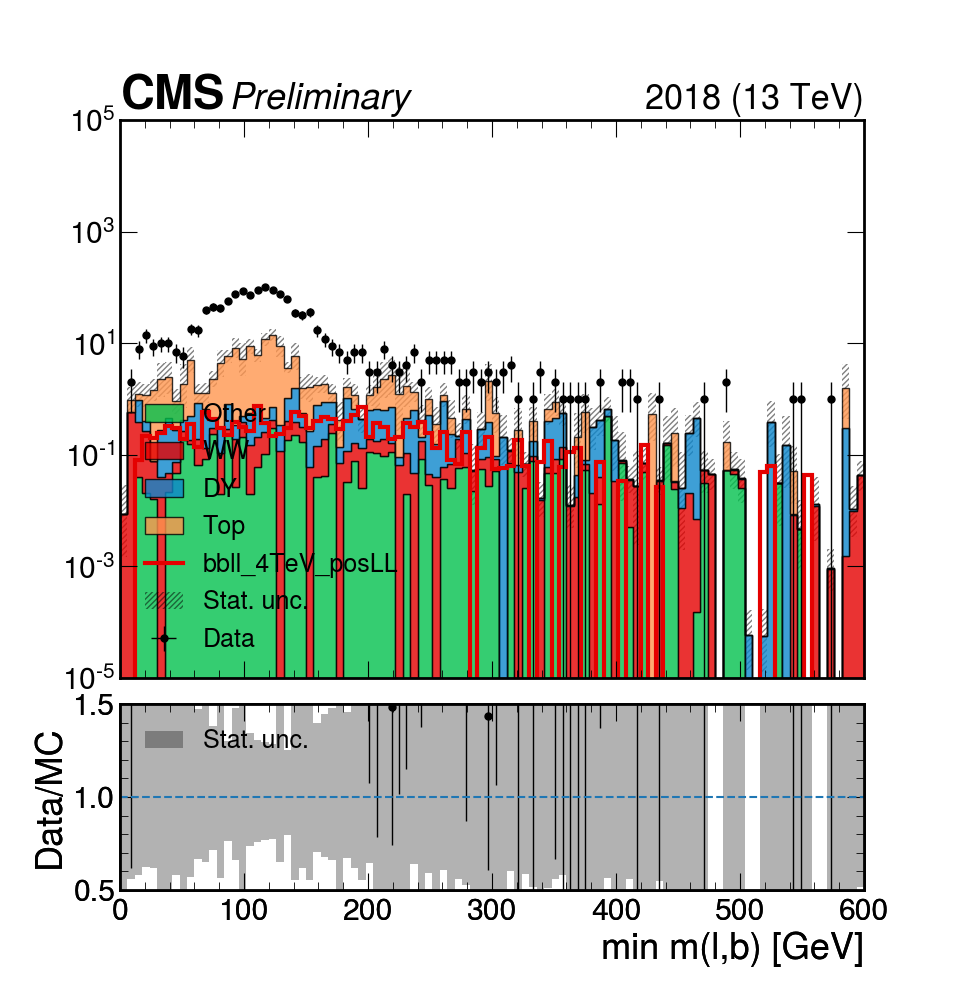 CMS Preliminary 2018 (13 TeV)
10^5
10^3
10^1
10^-1
10^-3
10^-5
Other
WW
DY
Top
bbll_4TeV_posLL
Stat. unc.
Data
Data/MC
1.5
1.0
0.5
Stat. unc.
0 100 200 300 400 500 600
min m(l,b) [GeV]